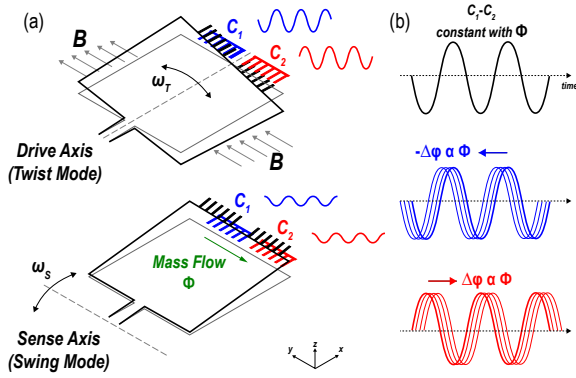 (a)
B
C1
C2
ωT
Drive Axis
(Twist Mode)
B
C1
C2
Mass Flow
Φ
ωS
Sense Axis
(Swing Mode)
z
y
x
(b)
C1-C2
constant with Φ
time
-Δφ α Φ
Δφ α Φ